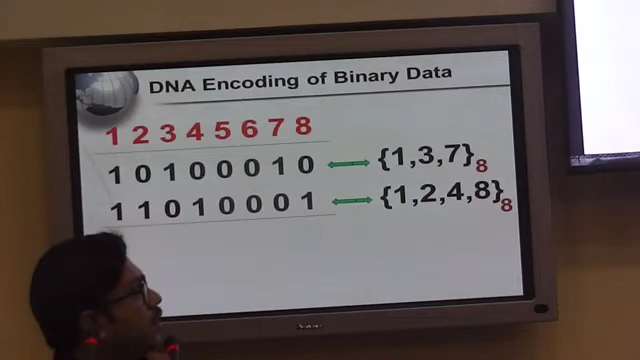 DNA Encoding of Binary Data
1 2 3 4 5 6 7 8
1 0 1 0 0 0 1 0 ⟷ {1,3,7}8
1 1 0 1 0 0 0 1 ⟷ {1,2,4,8}8